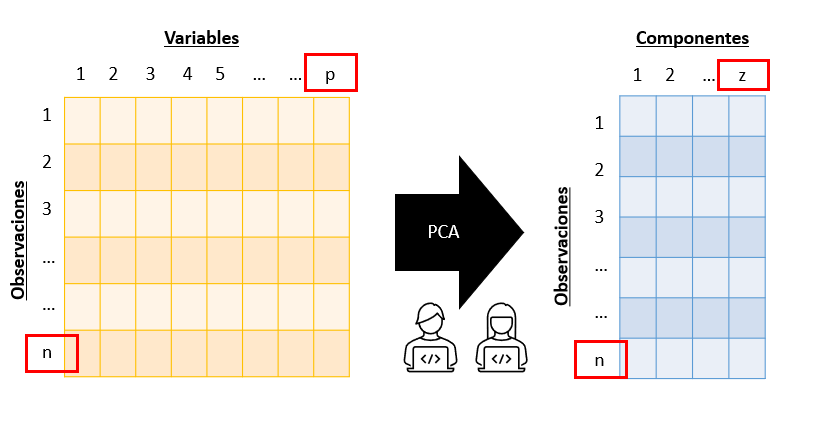 Variables
1 2 3 4 5 ... ... p
Observaciones
1
2
3
...
...
n
PCA
</>
</>
Componentes
1 2 ... z
Observaciones
1
2
3
...
...
n